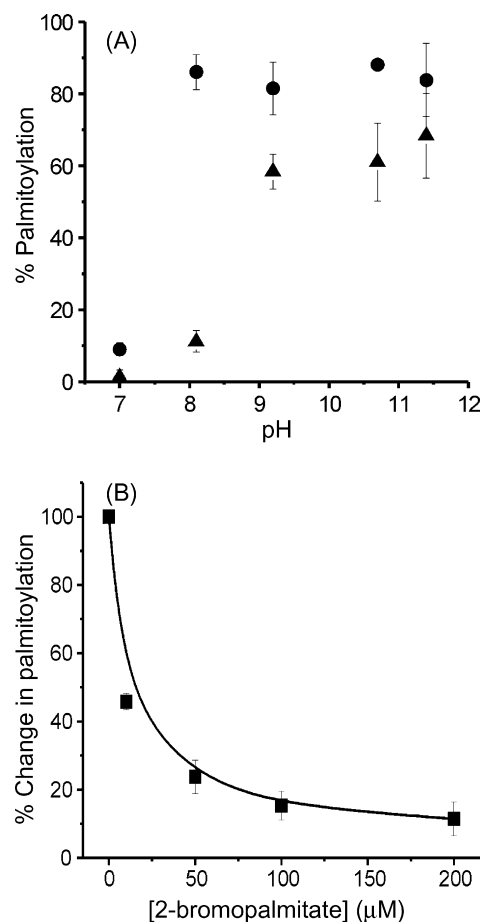 (A)
% Palmitoylation
100
80
60
40
20
0
7 8 9 10 11 12
pH
(B)
% Change in palmitoylation
100
80
60
40
20
0
0 50 100 150 200
[2-bromopalmitate] (μM)